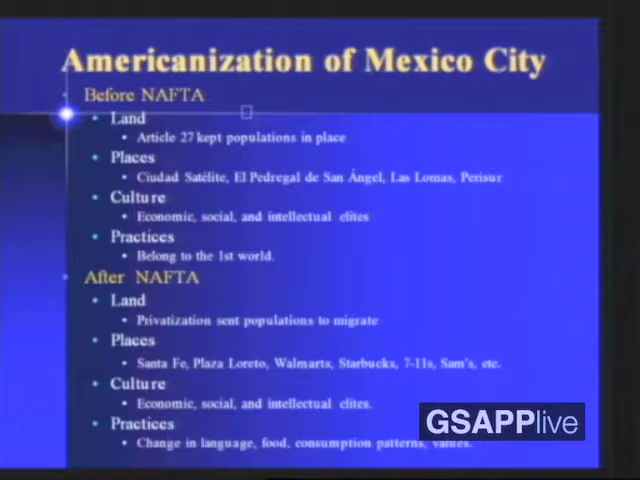 Americanization of Mexico City
Before NAFTA
• Land
• Article 27 kept populations in place
• Places
• Ciudad Satélite, El Pedregal de San Ángel, Las Lomas, Perisur
• Culture
• Economic, social, and intellectual elites
• Practices
• Belong to the 1st world.
After NAFTA
• Land
• Privatization sent populations to migrate
• Places
• Santa Fe, Plaza Loreto, Walmarts, Starbucks, 7-11s, Sam's, etc.
• Culture
• Economic, social, and intellectual elites.
• Practices
• Change in language, food, consumption patterns, values.
GSAPPlive